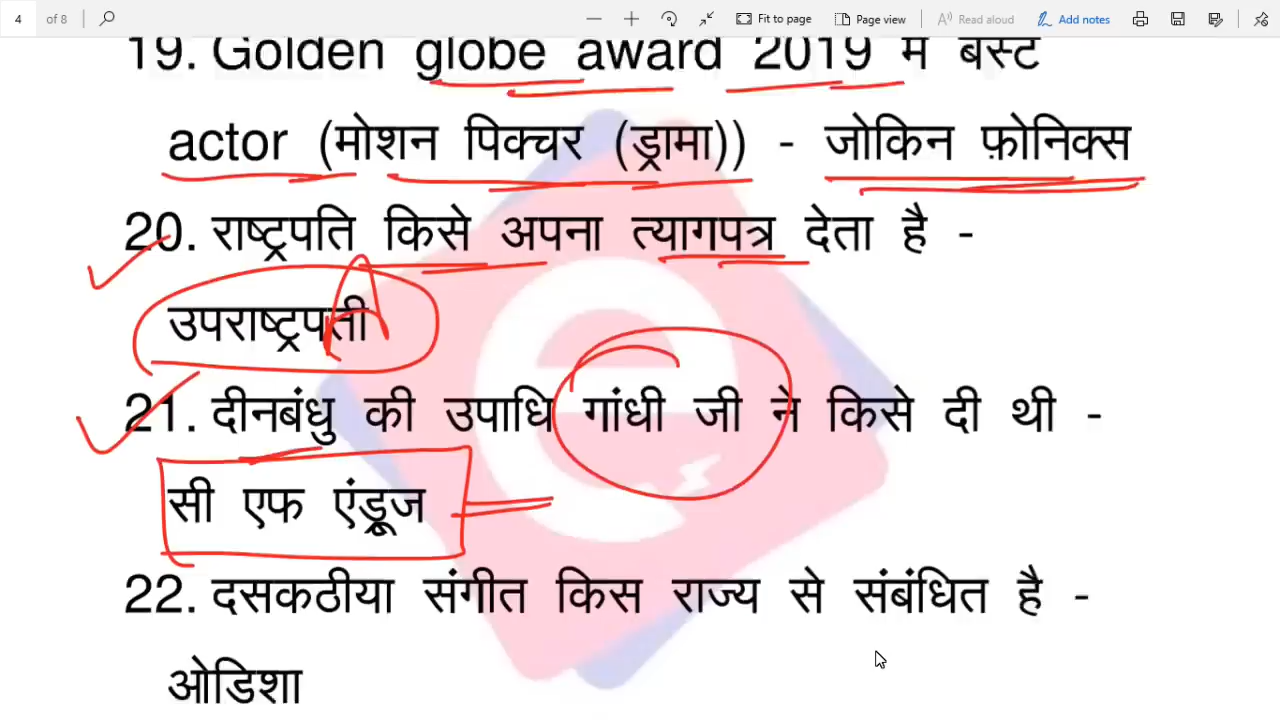 4 of 8 Fit to page Page view Read aloud Add notes
19. Golden globe award 2019 में बेस्ट
actor (मोशन पिक्चर (ड्रामा)) - जोकिन फ़ोनिक्स
20. राष्ट्रपति किसे अपना त्यागपत्र देता है -
उपराष्ट्रपती
21. दीनबंधु की उपाधि गांधी जी ने किसे दी थी -
सी एफ एंड्रूज
22. दसकठीया संगीत किस राज्य से संबंधित है -
ओडिशा